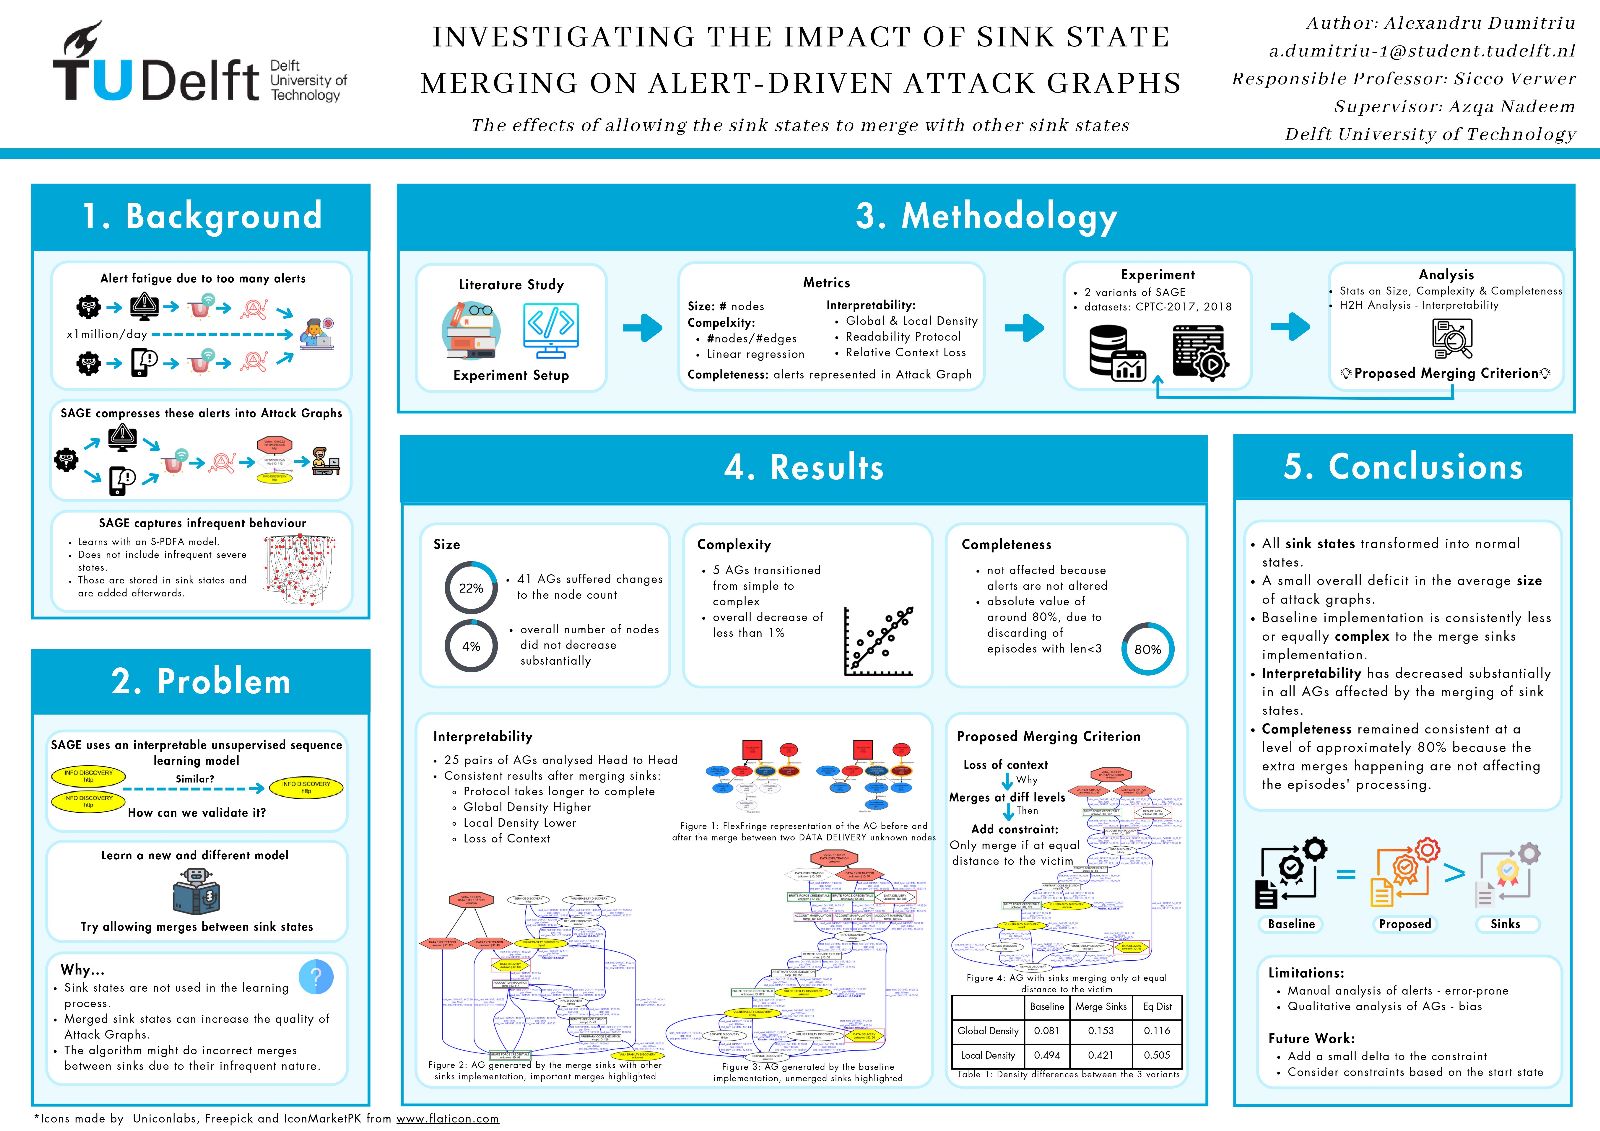 TU Delft
Delft
University of
Technology
INVESTIGATING THE IMPACT OF SINK STATE
MERGING ON ALERT-DRIVEN ATTACK GRAPHS
The effects of allowing the sink states to merge with other sink states
Author: Alexandru Dumitriu
a.dumitriu-1@student.tudelft.nl
Responsible Professor: Sicco Verwer
Supervisor: Azqa Nadeem
Delft University of Technology
1. Background
Alert fatigue due to too many alerts
x1million/day
SAGE compresses these alerts into Attack Graphs
SAGE captures infrequent behaviour
• Learns with an S-PDFA model.
• Does not include infrequent severe
states.
• Those are stored in sink states and
are added afterwards.
2. Problem
SAGE uses an interpretable unsupervised sequence
learning model
INFO DISCOVERY
http
INFO DISCOVERY
http
Similar?
INFO DISCOVERY
http
How can we validate it?
Learn a new and different model
Try allowing merges between sink states
Why...
?
• Sink states are not used in the learning
process.
• Merged sink states can increase the quality of
Attack Graphs.
• The algorithm might do incorrect merges
between sinks due to their infrequent nature.
3. Methodology
Literature Study
Experiment Setup
Metrics
Size: # nodes
Compelxity:
• #nodes/#edges
• Linear regression
Interpretability:
• Global & Local Density
• Readability Protocol
• Relative Context Loss
Completeness: alerts represented in Attack Graph
Experiment
• 2 variants of SAGE
• datasets: CPTC-2017, 2018
Analysis
• Stats on Size, Complexity & Completeness
• H2H Analysis - Interpretability
Proposed Merging Criterion
4. Results
Size
22%
• 41 AGs suffered changes
to the node count
4%
• overall number of nodes
did not decrease
substantially
Complexity
• 5 AGs transitioned
from simple to
complex
• overall decrease of
less than 1%
Completeness
• not affected because
alerts are not altered
• absolute value of
around 80%, due to
discarding of
episodes with len<3
80%
Interpretability
• 25 pairs of AGs analysed Head to Head
• Consistent results after merging sinks:
◦ Protocol takes longer to complete
◦ Global Density Higher
◦ Local Density Lower
◦ Loss of Context
Figure 1: FlexFringe representation of the AG before and
after the merge between two DATA DELIVERY unknown nodes
Figure 2: AG generated by the merge sinks with other
sinks implementation, important merges highlighted
Figure 3: AG generated by the baseline
implementation, unmerged sinks highlighted
Proposed Merging Criterion
Loss of context
Why
Merges at diff levels
Then
Add constraint:
Only merge if at equal
distance to the victim
Figure 4: AG with sinks merging only at equal
distance to the victim
Baseline Merge Sinks Eq Dist
Global Density 0.081 0.153 0.116
Local Density 0.494 0.421 0.505
Table 1: Density differences between the 3 variants
5. Conclusions
• All sink states transformed into normal
states.
• A small overall deficit in the average size
of attack graphs.
• Baseline implementation is consistently less
or equally complex to the merge sinks
implementation.
• Interpretability has decreased substantially
in all AGs affected by the merging of sink
states.
• Completeness remained consistent at a
level of approximately 80% because the
extra merges happening are not affecting
the episodes' processing.
= >
Baseline Proposed Sinks
Limitations:
• Manual analysis of alerts - error-prone
• Qualitative analysis of AGs - bias
Future Work:
• Add a small delta to the constraint
• Consider constraints based on the start state
*Icons made by Uniconlabs, Freepick and IconMarketPK from www.flaticon.com